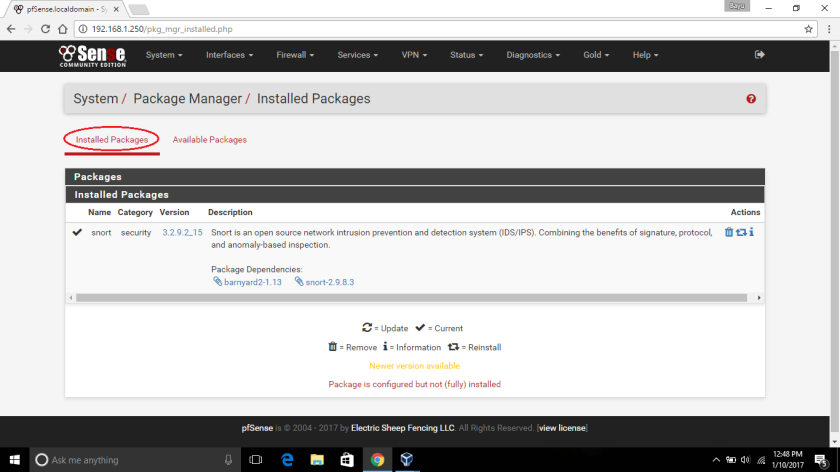 pfSense.localdomain - Sy
Bayu
192.168.1.250/pkg_mgr_installed.php
Sense
COMMUNITY EDITION
System
Interfaces
Firewall
Services
VPN
Status
Diagnostics
Gold
Help
System / Package Manager / Installed Packages
Installed Packages
Available Packages
Packages
Installed Packages
Name Category Version Description Actions
snort security 3.2.9.2_15 Snort is an open source network intrusion prevention and detection system (IDS/IPS). Combining the benefits of signature, protocol,
and anomaly-based inspection.
Package Dependencies:
barnyard2-1.13 snort-2.9.8.3
= Update = Current
= Remove = Information = Reinstall
Newer version available
Package is configured but not (fully) installed
pfSense is © 2004 - 2017 by Electric Sheep Fencing LLC. All Rights Reserved. [view license]
Ask me anything
12:48 PM
1/10/2017
5